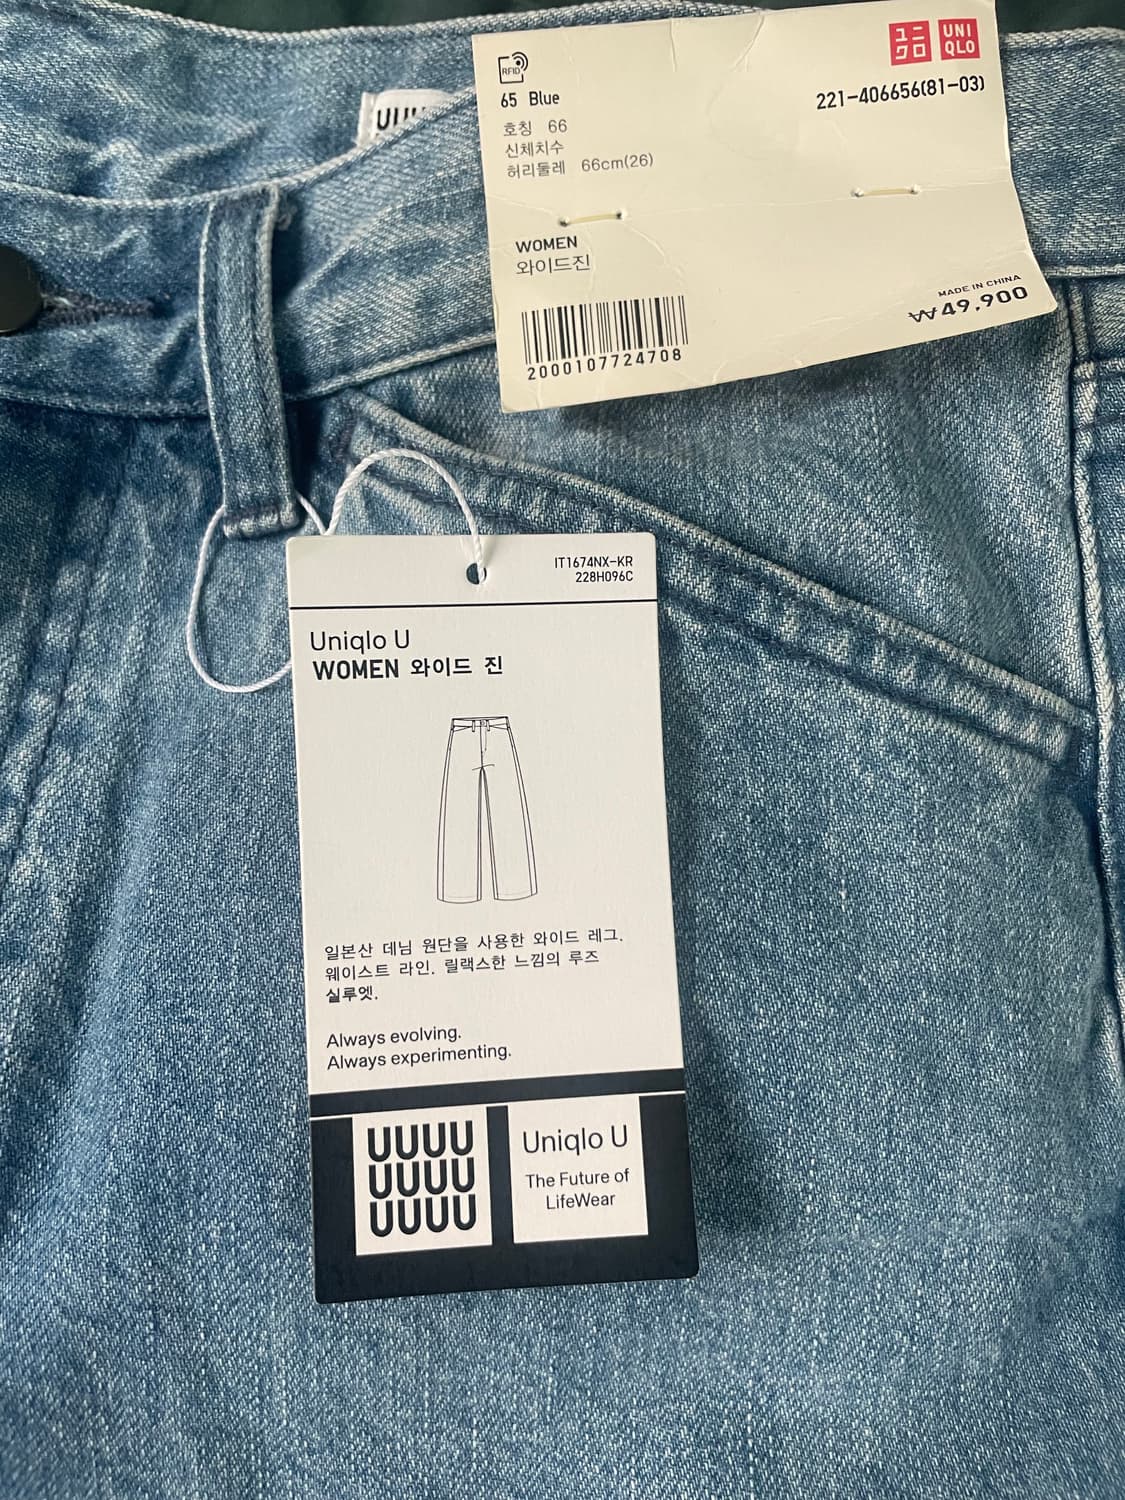 RFID
ユニ
クロ
UNI
QLO
65 Blue
221-406656(81-03)
호칭 66
신체치수
허리둘레 66cm(26)
WOMEN
와이드진
MADE IN CHINA
₩49,900
2000107724708
IT1674NX-KR
228H096C
Uniqlo U
WOMEN 와이드 진
일본산 데님 원단을 사용한 와이드 레그.
웨이스트 라인. 릴랙스한 느낌의 루즈
실루엣.
Always evolving.
Always experimenting.
UUUU
UUUU
UUUU
Uniqlo U
The Future of
LifeWear